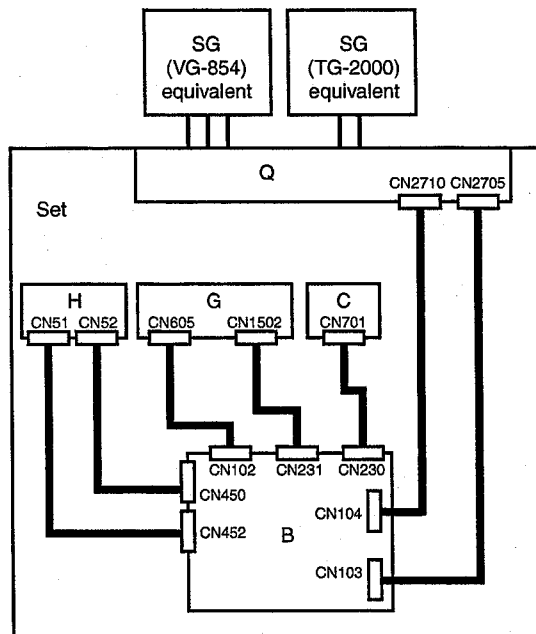 SG
(VG-854)
equivalent
SG
(TG-2000)
equivalent
Q
CN2710 CN2705
Set
H
CN51 CN52
G
CN605 CN1502
C
CN701
CN102 CN231 CN230
CN450
CN104
CN452
B
CN103